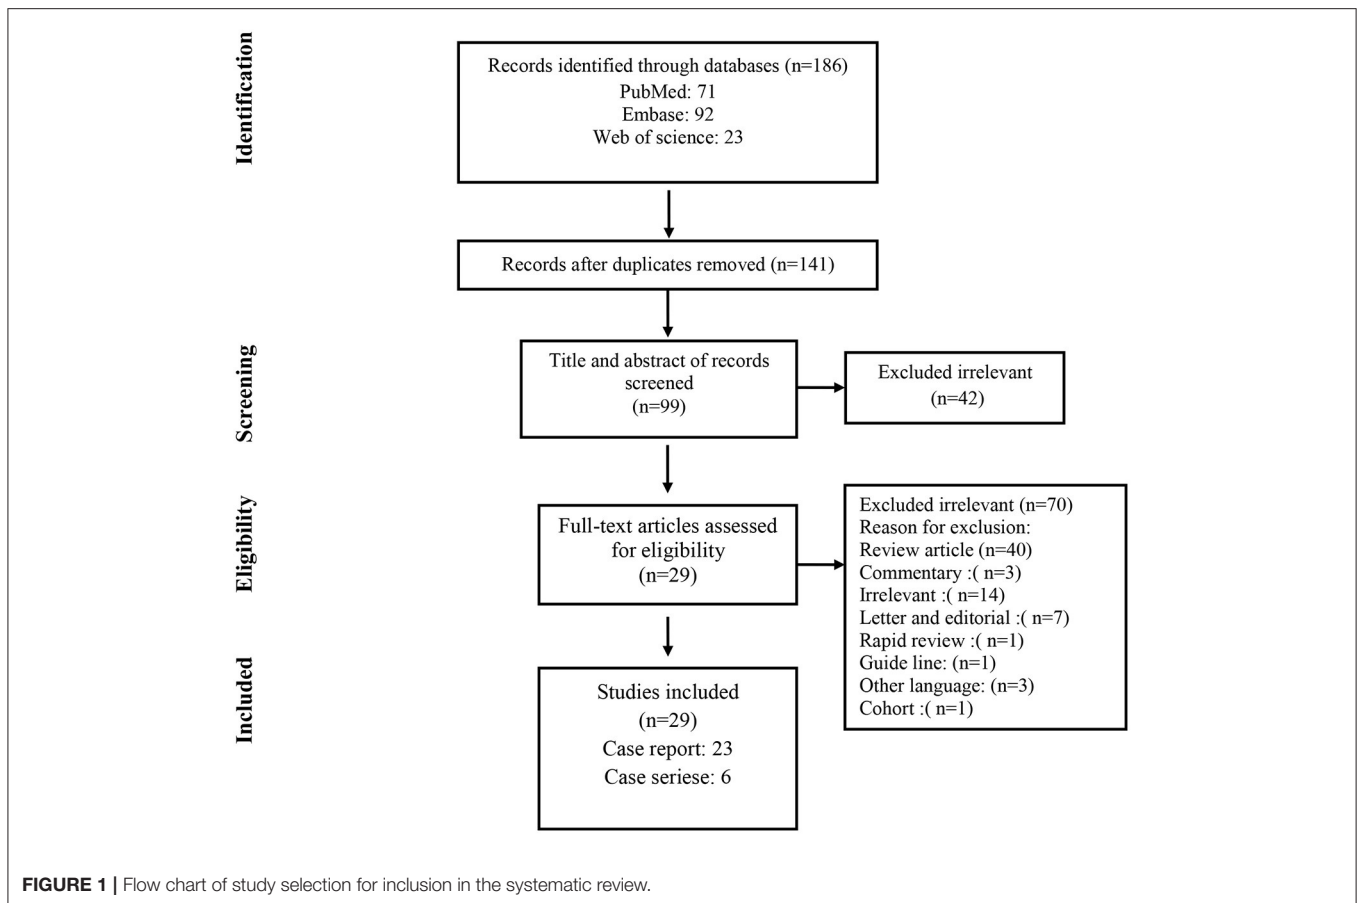 Identification
Records identified through databases (n=186)
PubMed: 71
Embase: 92
Web of science: 23
Records after duplicates removed (n=141)
Screening
Title and abstract of records
screened
(n=99)
Excluded irrelevant
(n=42)
Eligibility
Full-text articles assessed
for eligibility
(n=29)
Excluded irrelevant (n=70)
Reason for exclusion:
Review article (n=40)
Commentary :( n=3)
Irrelevant :( n=14)
Letter and editorial :( n=7)
Rapid review :( n=1)
Guide line: (n=1)
Other language: (n=3)
Cohort :( n=1)
Included
Studies included
(n=29)
Case report: 23
Case seriese: 6
FIGURE 1 | Flow chart of study selection for inclusion in the systematic review.